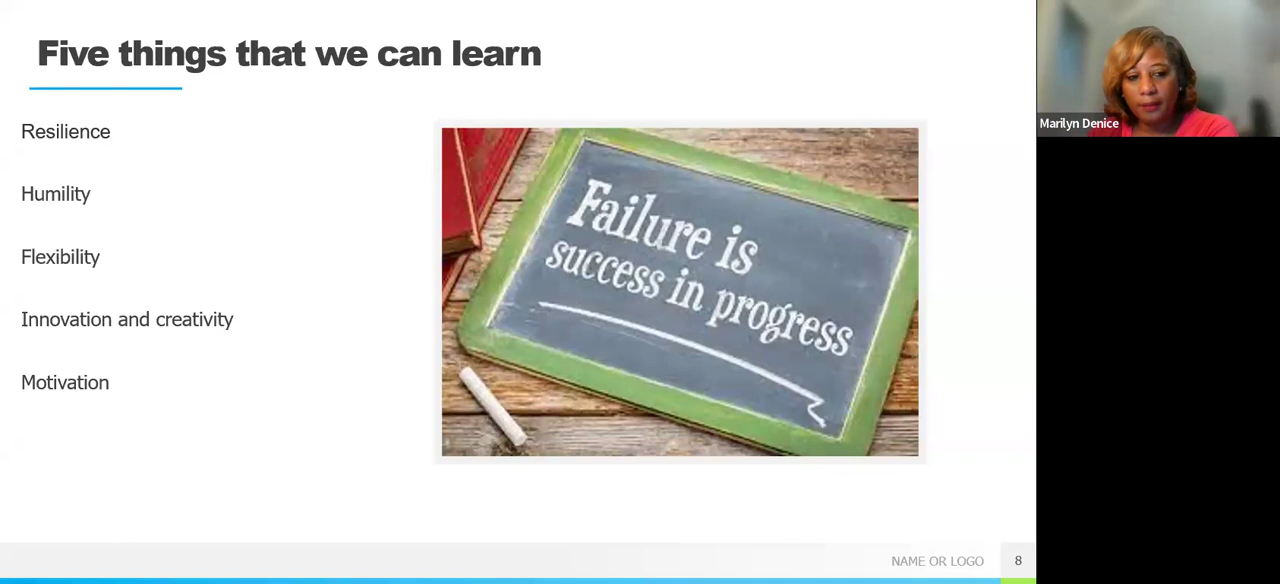 Five things that we can learn
Resilience
Humility
Flexibility
Innovation and creativity
Motivation
Failure is
success in progress
Marilyn Denice
NAME OR LOGO
8